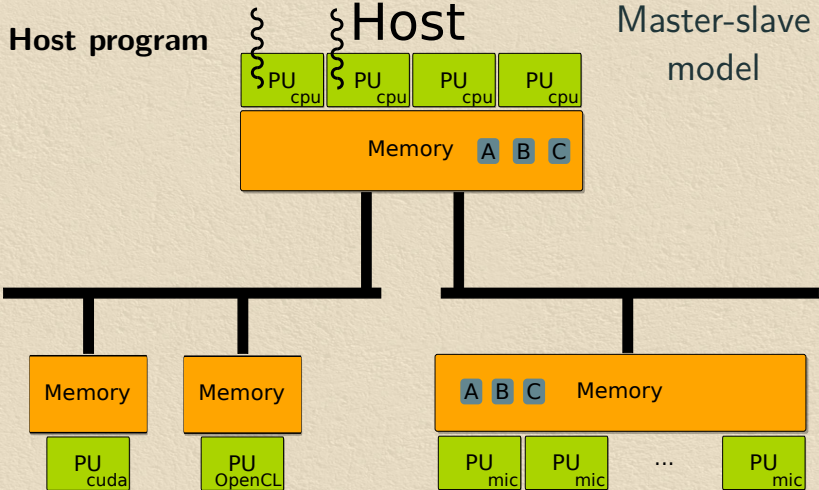 Host program
Host
Master-slave
model
PU cpu
PU cpu
PU cpu
PU cpu
Memory A B C
Memory
Memory
A B C Memory
PU cuda
PU OpenCL
PU mic
PU mic
...
PU mic